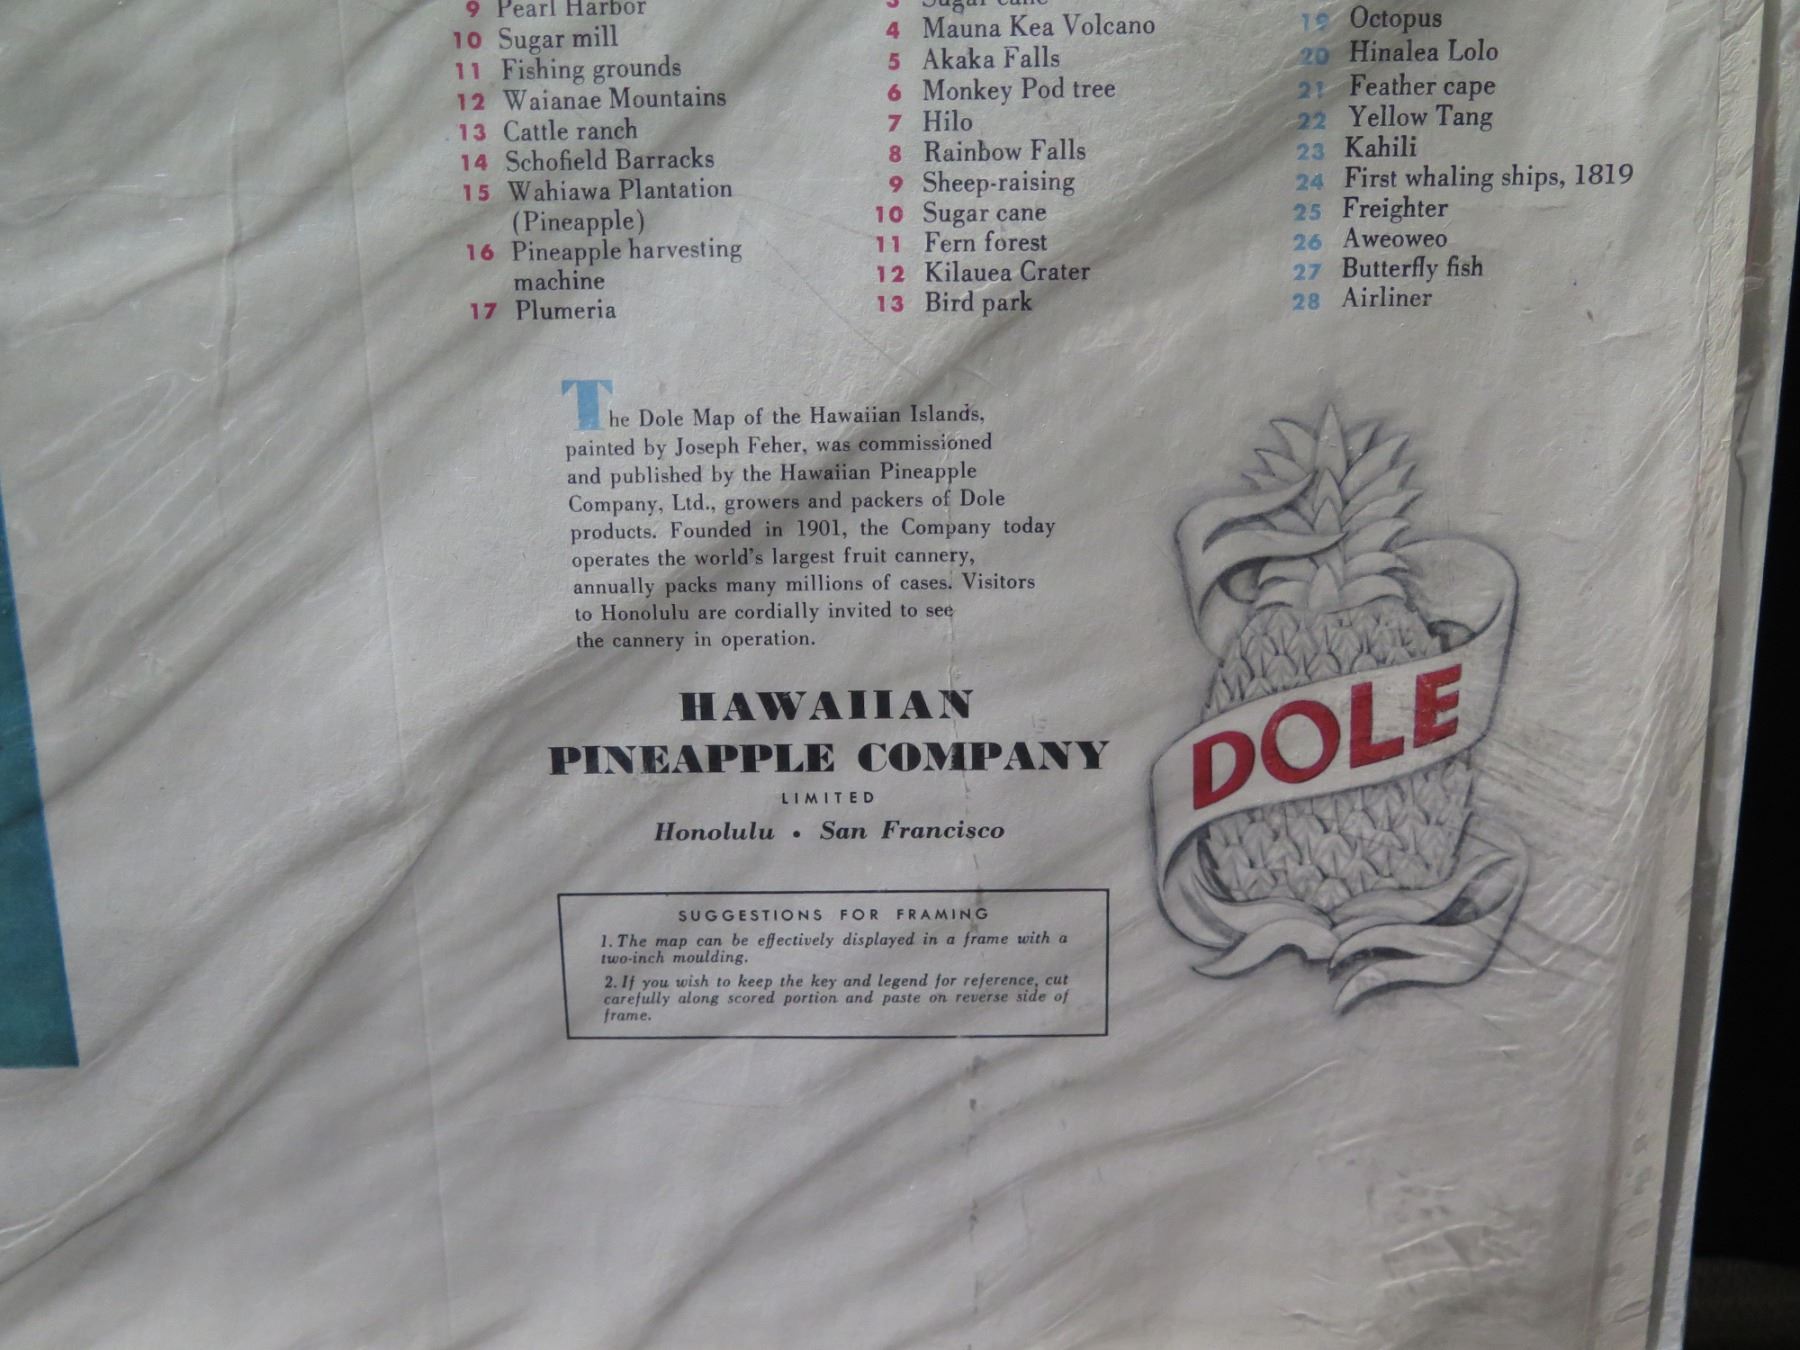 9 Pearl Harbor
10 Sugar mill
11 Fishing grounds
12 Waianae Mountains
13 Cattle ranch
14 Schofield Barracks
15 Wahiawa Plantation
(Pineapple)
16 Pineapple harvesting
machine
17 Plumeria
3 Sugar cane
4 Mauna Kea Volcano
5 Akaka Falls
6 Monkey Pod tree
7 Hilo
8 Rainbow Falls
9 Sheep-raising
10 Sugar cane
11 Fern forest
12 Kilauea Crater
13 Bird park
19 Octopus
20 Hinalea Lolo
21 Feather cape
22 Yellow Tang
23 Kahili
24 First whaling ships, 1819
25 Freighter
26 Aweoweo
27 Butterfly fish
28 Airliner
The Dole Map of the Hawaiian Islands,
painted by Joseph Feher, was commissioned
and published by the Hawaiian Pineapple
Company, Ltd., growers and packers of Dole
products. Founded in 1901, the Company today
operates the world's largest fruit cannery,
annually packs many millions of cases. Visitors
to Honolulu are cordially invited to see
the cannery in operation.
HAWAIIAN
PINEAPPLE COMPANY
LIMITED
Honolulu • San Francisco
DOLE
SUGGESTIONS FOR FRAMING
1. The map can be effectively displayed in a frame with a
two-inch moulding.
2. If you wish to keep the key and legend for reference, cut
carefully along scored portion and paste on reverse side of
frame.